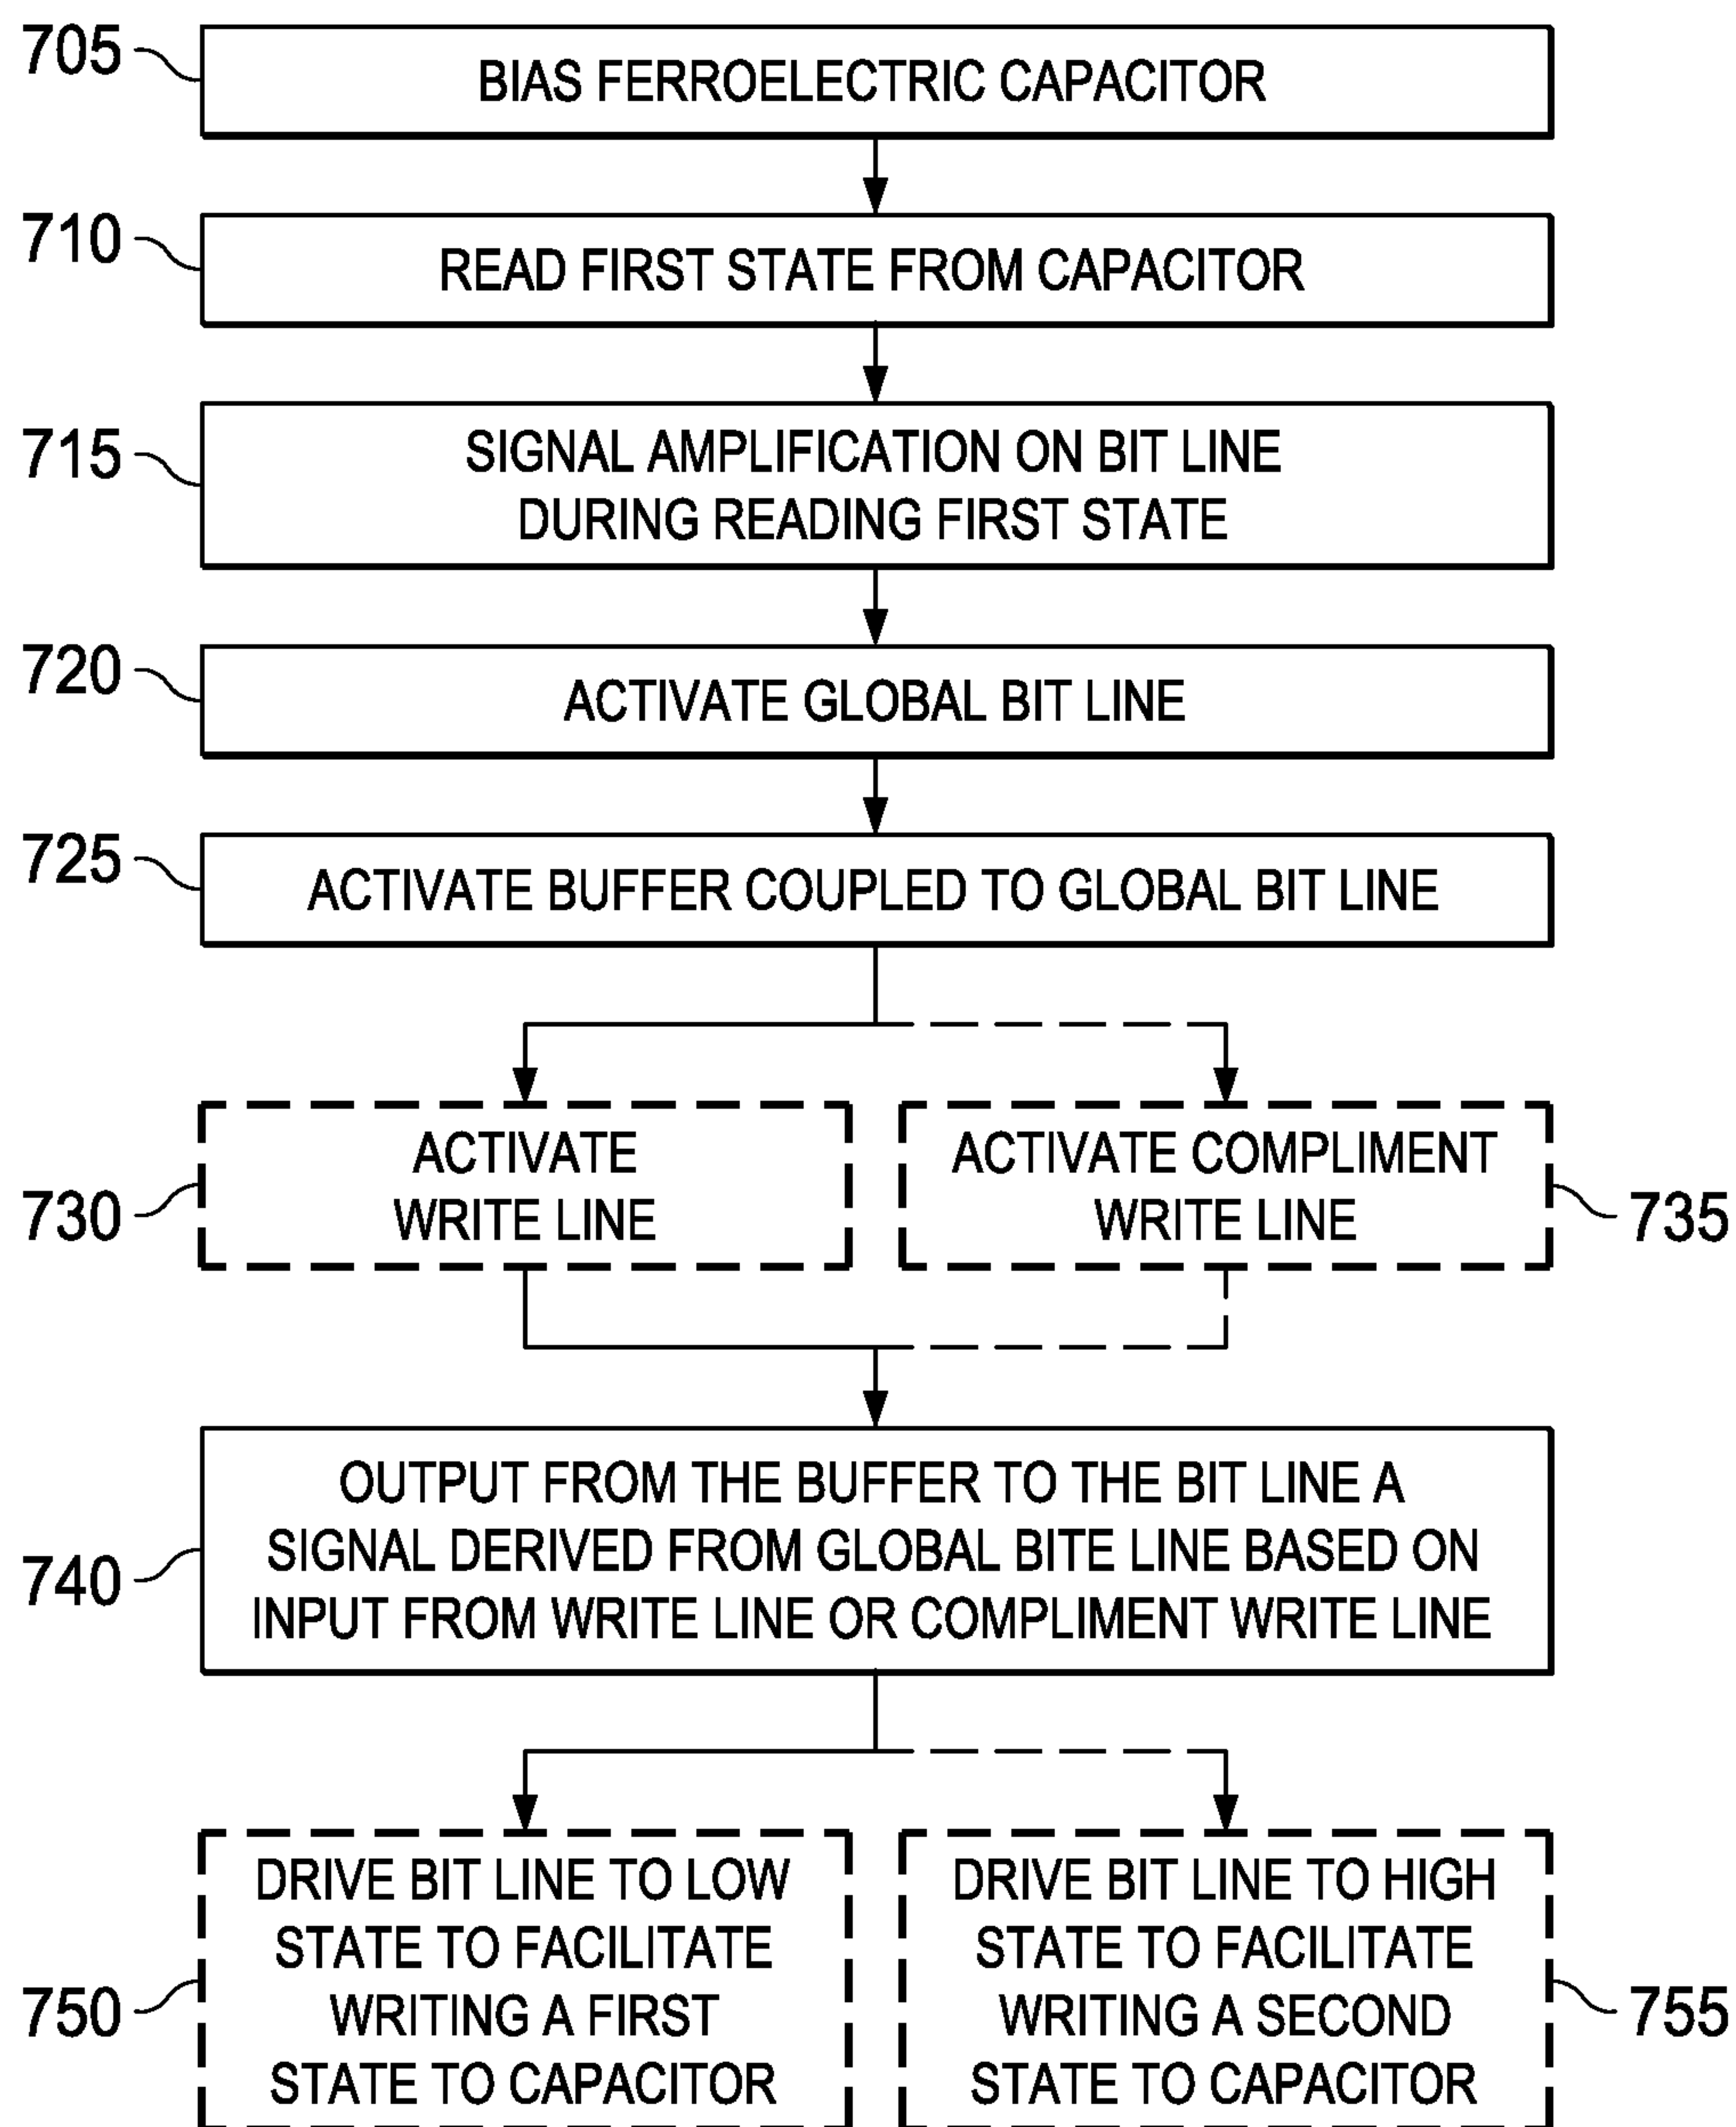 705
BIAS FERROELECTRIC CAPACITOR
710
READ FIRST STATE FROM CAPACITOR
715
SIGNAL AMPLIFICATION ON BIT LINE
DURING READING FIRST STATE
720
ACTIVATE GLOBAL BIT LINE
725
ACTIVATE BUFFER COUPLED TO GLOBAL BIT LINE
730
ACTIVATE
WRITE LINE
ACTIVATE COMPLIMENT
WRITE LINE
735
740
OUTPUT FROM THE BUFFER TO THE BIT LINE A
SIGNAL DERIVED FROM GLOBAL BITE LINE BASED ON
INPUT FROM WRITE LINE OR COMPLIMENT WRITE LINE
750
DRIVE BIT LINE TO LOW
STATE TO FACILITATE
WRITING A FIRST
STATE TO CAPACITOR
DRIVE BIT LINE TO HIGH
STATE TO FACILITATE
WRITING A SECOND
STATE TO CAPACITOR
755